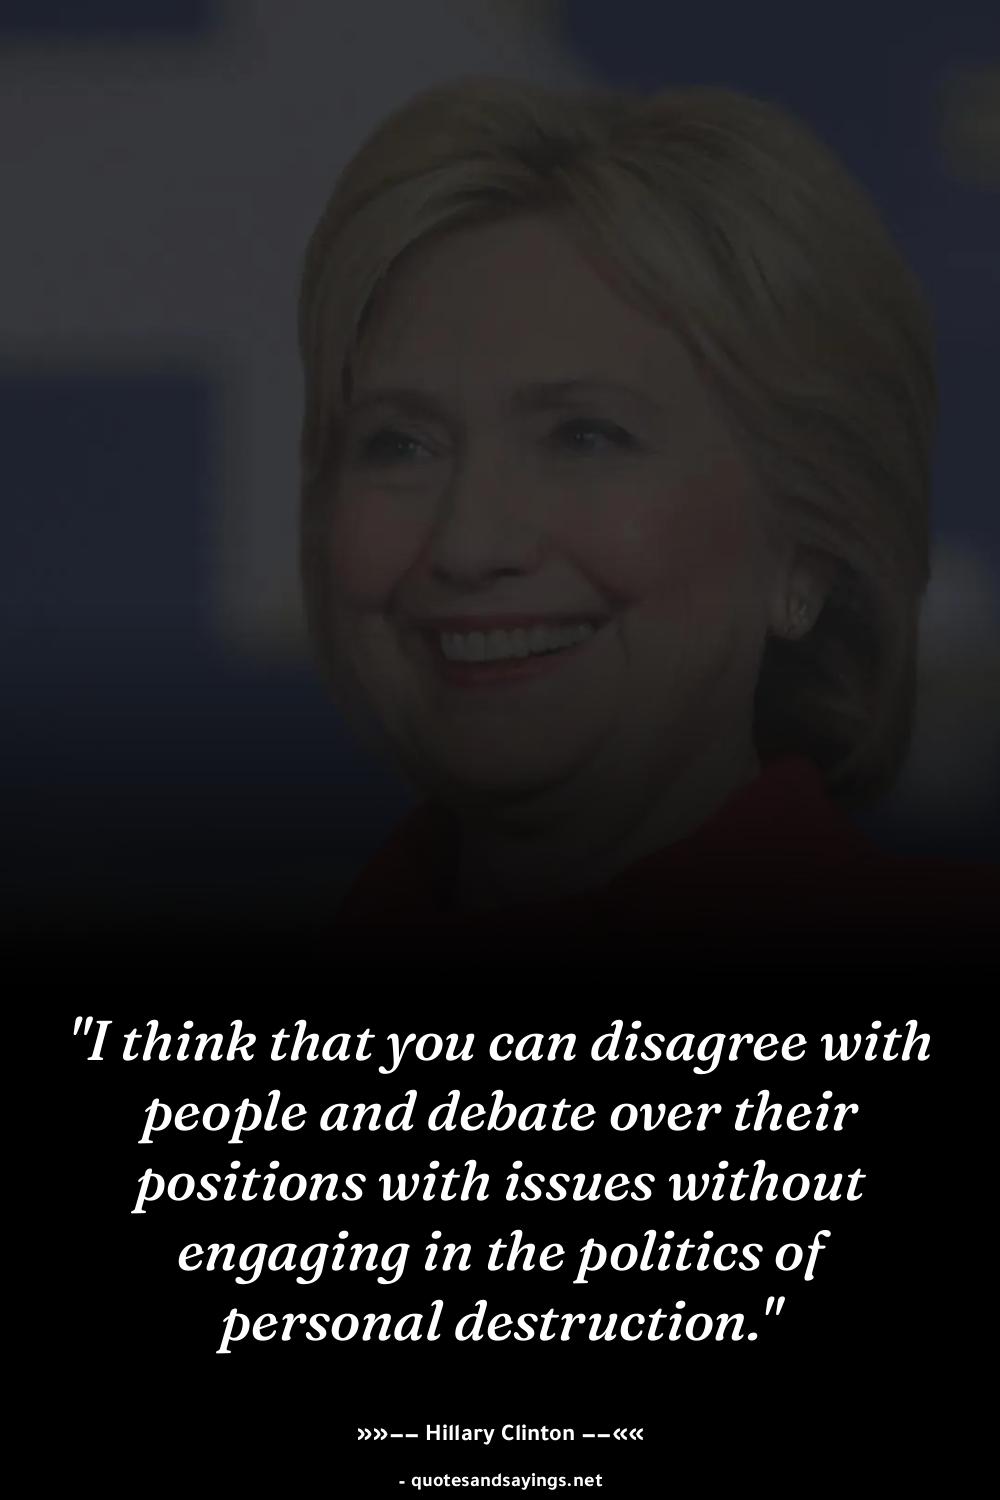 "I think that you can disagree with
people and debate over their
positions with issues without
engaging in the politics of
personal destruction."
»»−− Hillary Clinton −−««
- quotesandsayings.net